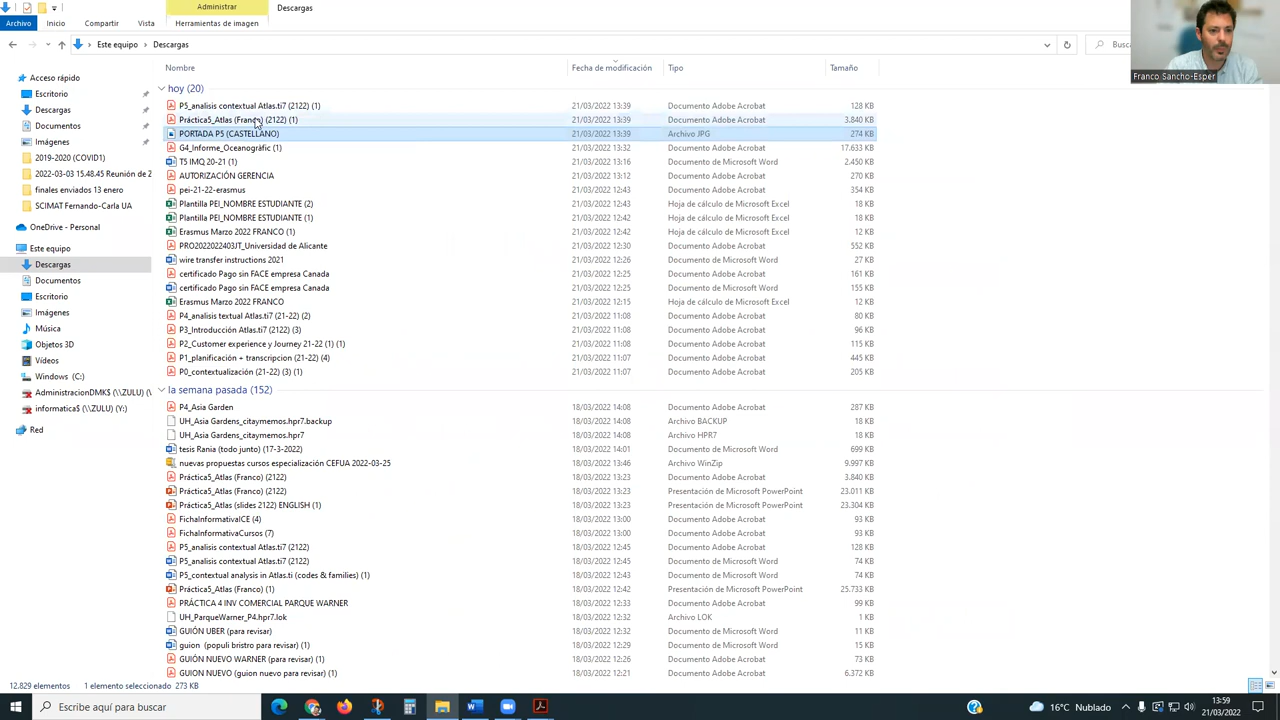 Administrar
Descargas
Archivo
Inicio
Compartir
Vista
Herramientas de imagen
Este equipo
Descargas
Busc
Franco Sancho-Esper
Nombre
Fecha de modificación
Tipo
Tamaño
Acceso rápido
Escritorio
Descargas
Documentos
Imágenes
2019-2020 (COVID1)
2022-03-03 15.48.45 Reunión de Z
finales enviados 13 enero
SCIMAT Fernando-Carla UA
OneDrive - Personal
Este equipo
Descargas
Documentos
Escritorio
Imágenes
Música
Objetos 3D
Vídeos
Windows (C:)
AdministracionDMK$ (\\ZULU) (
informatica$ (\\ZULU) (Y:)
Red
hoy (20)
P5_analisis contextual Atlas.ti7 (2122) (1) 21/03/2022 13:39 Documento Adobe Acrobat 128 KB
Práctica5_Atlas (Franco) (2122) (1) 21/03/2022 13:39 Documento Adobe Acrobat 3.840 KB
PORTADA P5 (CASTELLANO) 21/03/2022 13:39 Archivo JPG 274 KB
G4_Informe_Oceanogràfic (1) 21/03/2022 13:32 Documento Adobe Acrobat 17.633 KB
T5 IMQ 20-21 (1) 21/03/2022 13:16 Documento de Microsoft Word 2.450 KB
AUTORIZACIÓN GERENCIA 21/03/2022 13:12 Documento Adobe Acrobat 270 KB
pei-21-22-erasmus 21/03/2022 12:43 Documento Adobe Acrobat 354 KB
Plantilla PEI_NOMBRE ESTUDIANTE (2) 21/03/2022 12:43 Hoja de cálculo de Microsoft Excel 18 KB
Plantilla PEI_NOMBRE ESTUDIANTE (1) 21/03/2022 12:42 Hoja de cálculo de Microsoft Excel 18 KB
Erasmus Marzo 2022 FRANCO (1) 21/03/2022 12:42 Hoja de cálculo de Microsoft Excel 12 KB
PRO2022022403JT_Universidad de Alicante 21/03/2022 12:30 Documento Adobe Acrobat 552 KB
wire transfer instructions 2021 21/03/2022 12:26 Documento de Microsoft Word 27 KB
certificado Pago sin FACE empresa Canada 21/03/2022 12:25 Documento Adobe Acrobat 161 KB
certificado Pago sin FACE empresa Canada 21/03/2022 12:25 Documento de Microsoft Word 155 KB
Erasmus Marzo 2022 FRANCO 21/03/2022 12:15 Hoja de cálculo de Microsoft Excel 12 KB
P4_analisis textual Atlas.ti7 (21-22) (2) 21/03/2022 11:08 Documento Adobe Acrobat 80 KB
P3_Introducción Atlas.ti7 (2122) (3) 21/03/2022 11:08 Documento Adobe Acrobat 96 KB
P2_Customer experience y Journey 21-22 (1) (1) 21/03/2022 11:08 Documento Adobe Acrobat 115 KB
P1_planificación + transcripcion (21-22) (4) 21/03/2022 11:07 Documento Adobe Acrobat 445 KB
P0_contextualización (21-22) (3) (1) 21/03/2022 11:07 Documento Adobe Acrobat 205 KB
la semana pasada (152)
P4_Asia Garden 18/03/2022 14:08 Documento Adobe Acrobat 287 KB
UH_Asia Gardens_citaymemos.hpr7.backup 18/03/2022 14:08 Archivo BACKUP 18 KB
UH_Asia Gardens_citaymemos.hpr7 18/03/2022 14:08 Archivo HPR7 18 KB
tesis Rania (todo junto) (17-3-2022) 18/03/2022 14:01 Documento de Microsoft Word 699 KB
nuevas propuestas cursos especialización CEFUA 2022-03-25 18/03/2022 13:46 Archivo WinZip 9.997 KB
Práctica5_Atlas (Franco) (2122) 18/03/2022 13:23 Documento Adobe Acrobat 3.840 KB
Práctica5_Atlas (Franco) (2122) 18/03/2022 13:23 Presentación de Microsoft PowerPoint 23.011 KB
Práctica5_Atlas (slides 2122) ENGLISH (1) 18/03/2022 13:23 Presentación de Microsoft PowerPoint 23.304 KB
FichaInformativaICE (4) 18/03/2022 13:00 Documento Adobe Acrobat 93 KB
FichaInformativaCursos (7) 18/03/2022 13:00 Documento Adobe Acrobat 93 KB
P5_analisis contextual Atlas.ti7 (2122) 18/03/2022 12:45 Documento Adobe Acrobat 128 KB
P5_analisis contextual Atlas.ti7 (2122) 18/03/2022 12:45 Documento de Microsoft Word 74 KB
P5_contextual analysis in Atlas.ti (codes & families) (1) 18/03/2022 12:43 Documento de Microsoft Word 74 KB
Práctica5_Atlas (Franco) (1) 18/03/2022 12:42 Presentación de Microsoft PowerPoint 25.733 KB
PRÁCTICA 4 INV COMERCIAL PARQUE WARNER 18/03/2022 12:33 Documento Adobe Acrobat 99 KB
UH_ParqueWarner_P4.hpr7.lok 18/03/2022 12:32 Archivo LOK 1 KB
GUIÓN UBER (para revisar) 18/03/2022 12:32 Documento de Microsoft Word 11 KB
guion (populi bristro para revisar) (1) 18/03/2022 12:29 Documento de Microsoft Word 15 KB
GUIÓN NUEVO WARNER (para revisar) (1) 18/03/2022 12:26 Documento de Microsoft Word 73 KB
GUION NUEVO (guion nuevo para revisar) (1) 18/03/2022 12:21 Documento de Microsoft Word 6.372 KB
12.829 elementos
1 elemento seleccionado 273 KB
Escribe aquí para buscar
16°C Nublado
13:59
21/03/2022